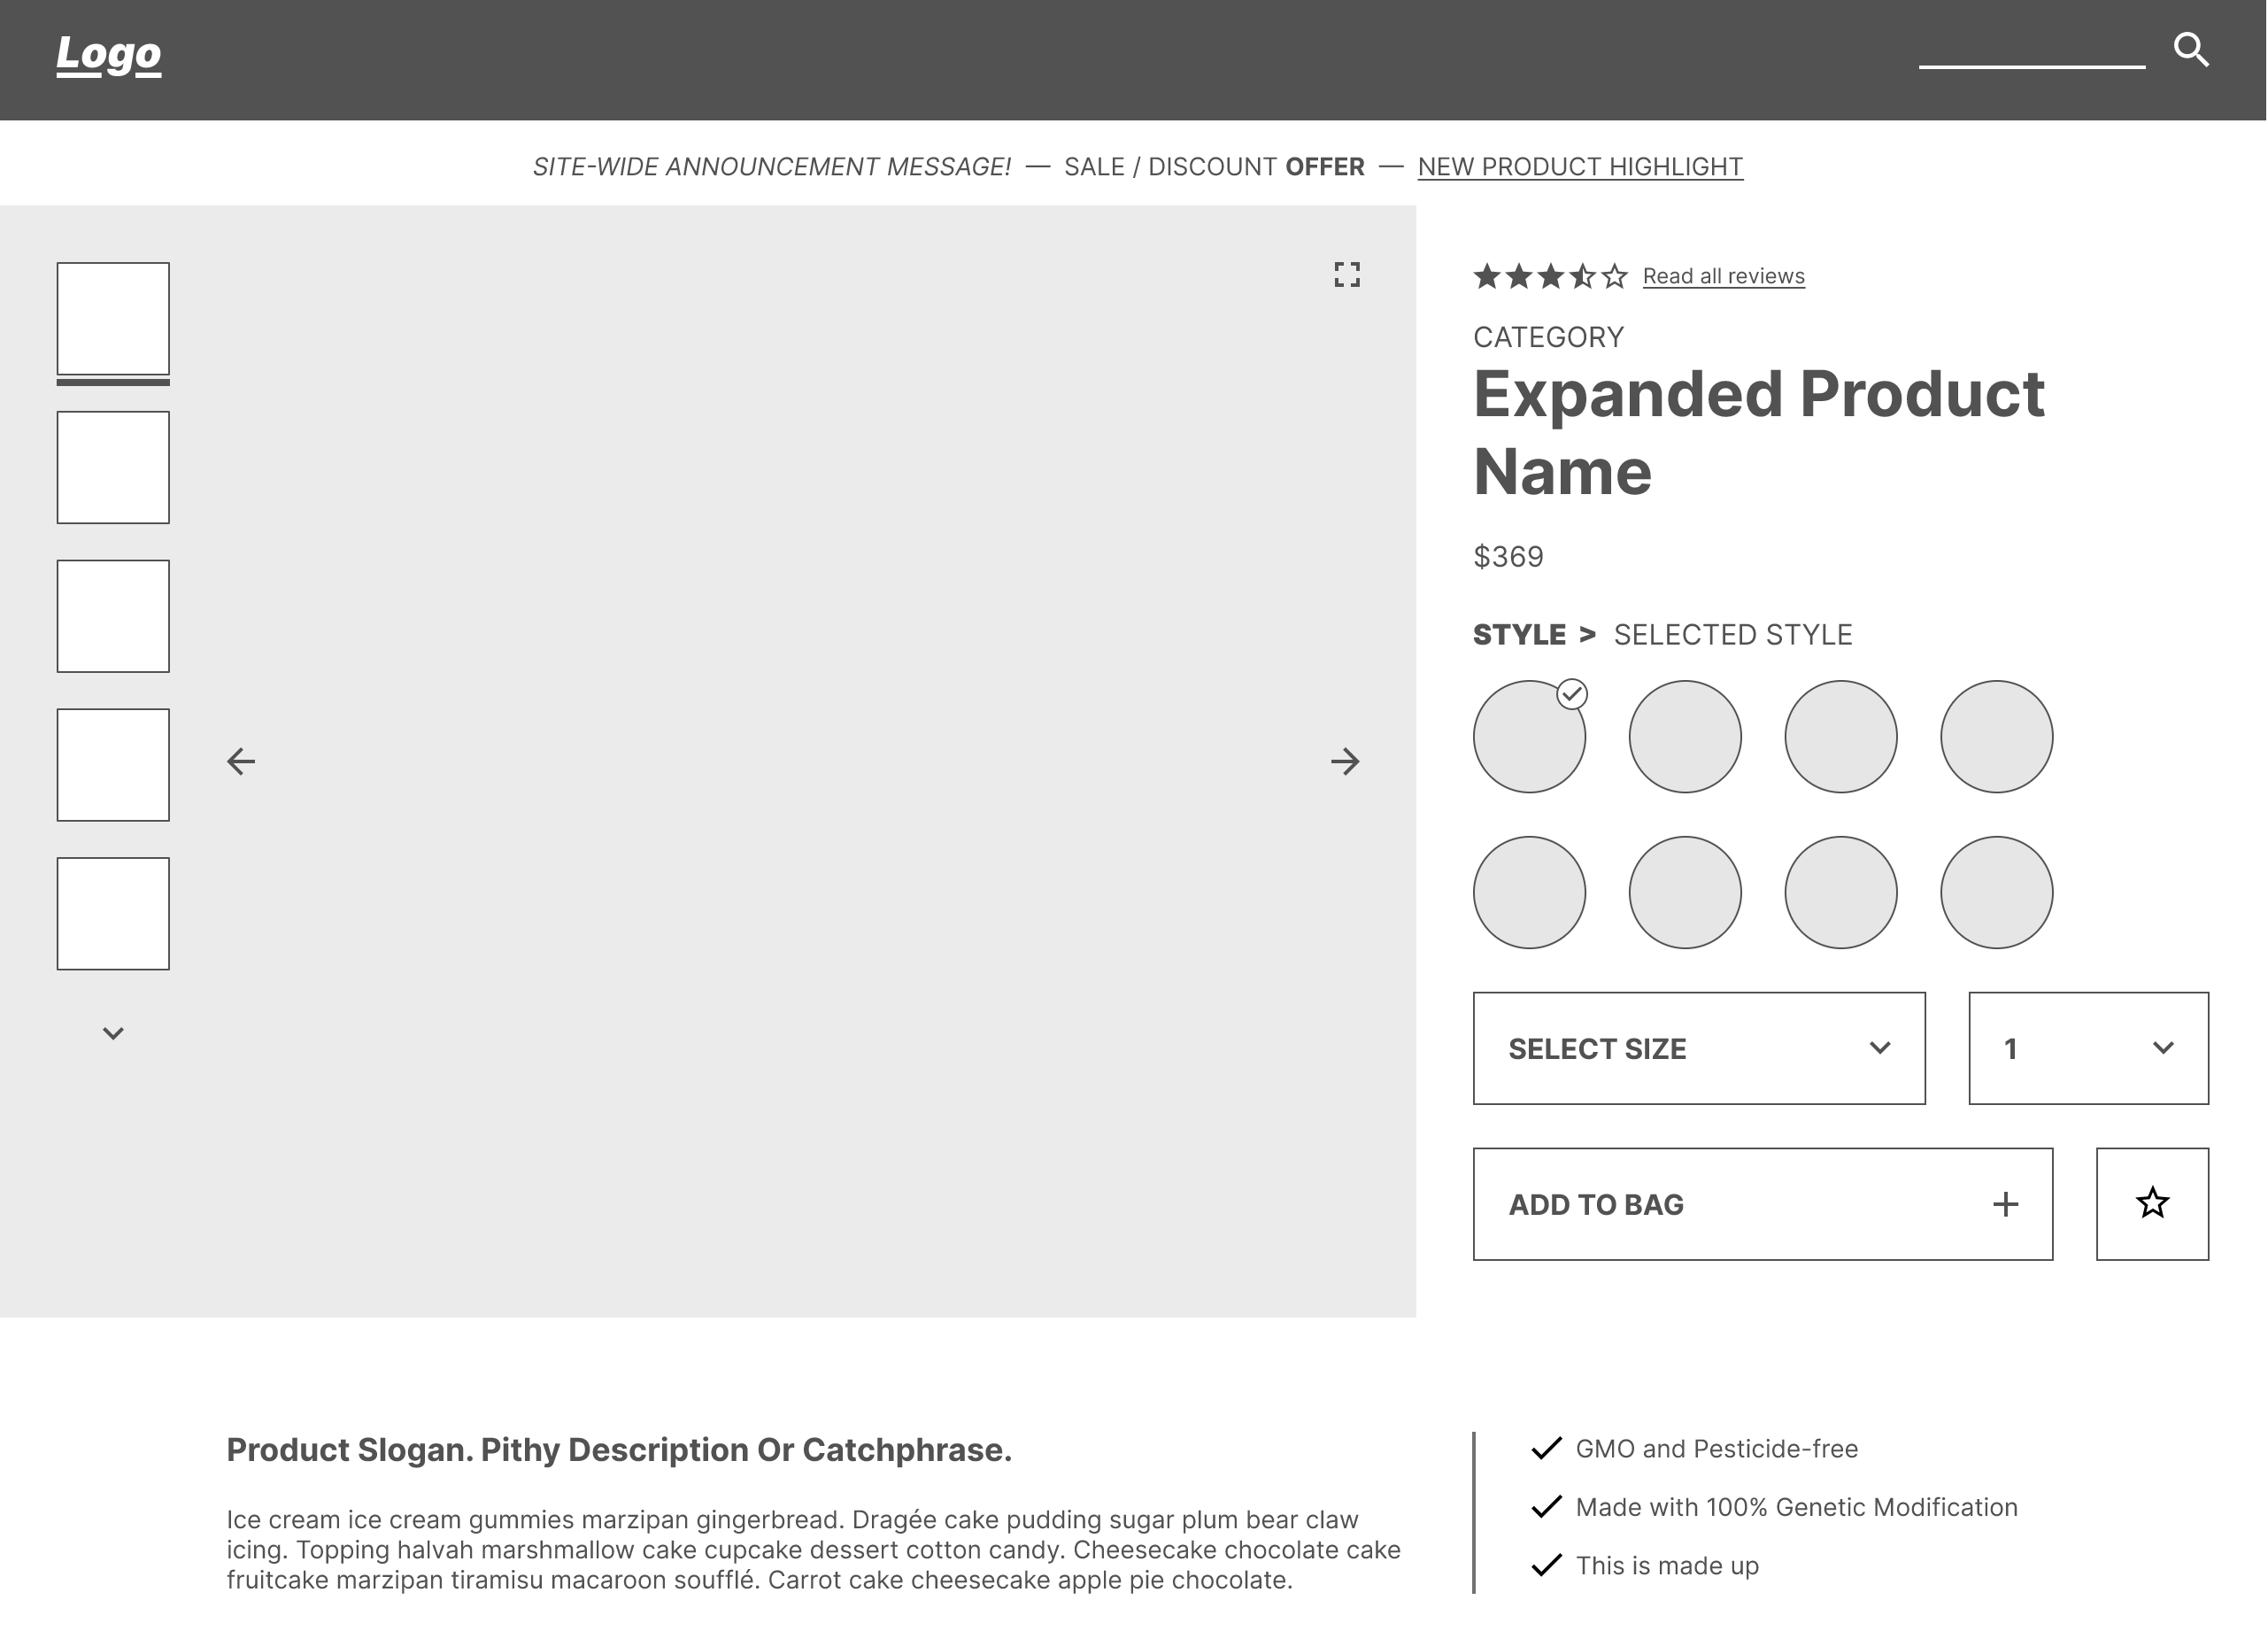 Logo
SITE-WIDE ANNOUNCEMENT MESSAGE! — SALE / DISCOUNT OFFER — NEW PRODUCT HIGHLIGHT
Read all reviews
CATEGORY
Expanded Product
Name
$369
STYLE > SELECTED STYLE
SELECT SIZE
1
ADD TO BAG
Product Slogan. Pithy Description Or Catchphrase.
Ice cream ice cream gummies marzipan gingerbread. Dragée cake pudding sugar plum bear claw
icing. Topping halvah marshmallow cake cupcake dessert cotton candy. Cheesecake chocolate cake
fruitcake marzipan tiramisu macaroon soufflé. Carrot cake cheesecake apple pie chocolate.
GMO and Pesticide-free
Made with 100% Genetic Modification
This is made up